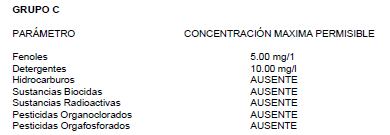 GRUPO C
PARÁMETRO CONCENTRACIÓN MAXIMA PERMISIBLE
Fenoles 5.00 mg/1
Detergentes 10.00 mg/l
Hidrocarburos AUSENTE
Sustancias Biocidas AUSENTE
Sustancias Radioactivas AUSENTE
Pesticidas Organoclorados AUSENTE
Pesticidas Orgafosforados AUSENTE